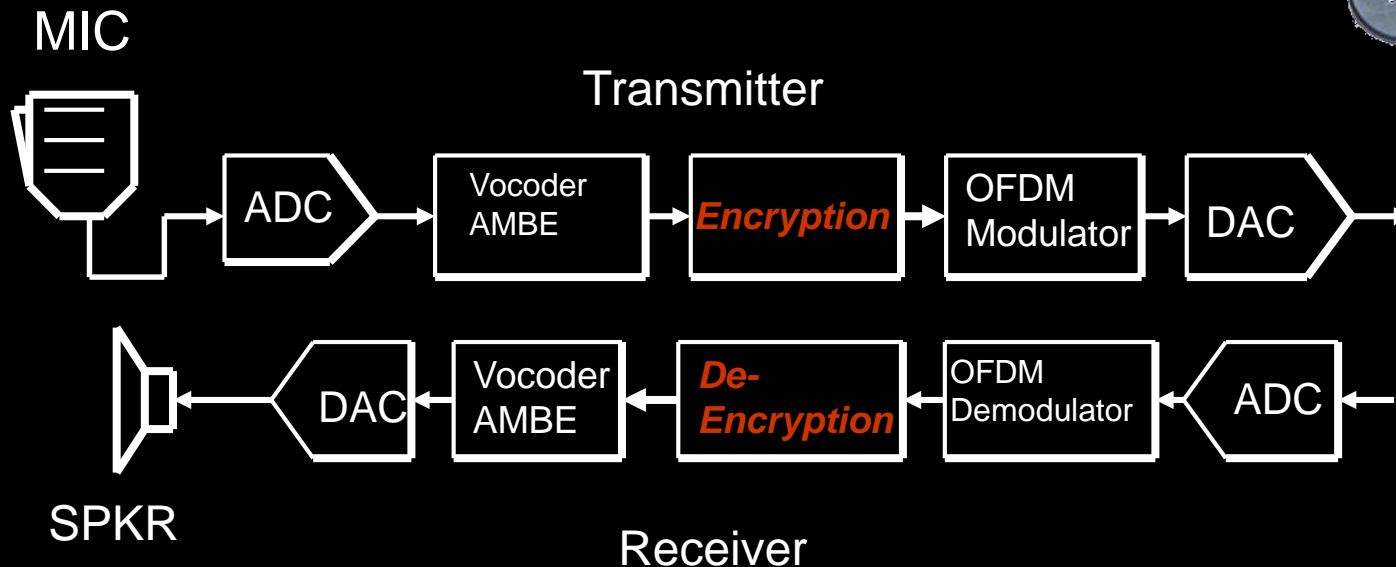 MIC
Transmitter
ADC
Vocoder
AMBE
Encryption
OFDM
Modulator
DAC
DAC
Vocoder
AMBE
De-
Encryption
OFDM
Demodulator
ADC
SPKR
Receiver